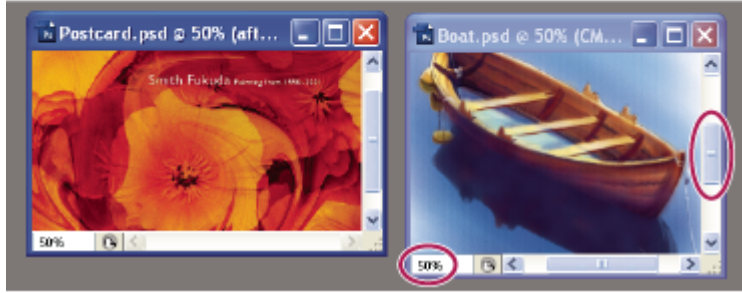 Postcard.psd @ 50% (aft...
Boat.psd @ 50% (CM...
Smith Fukuda
50%
50%